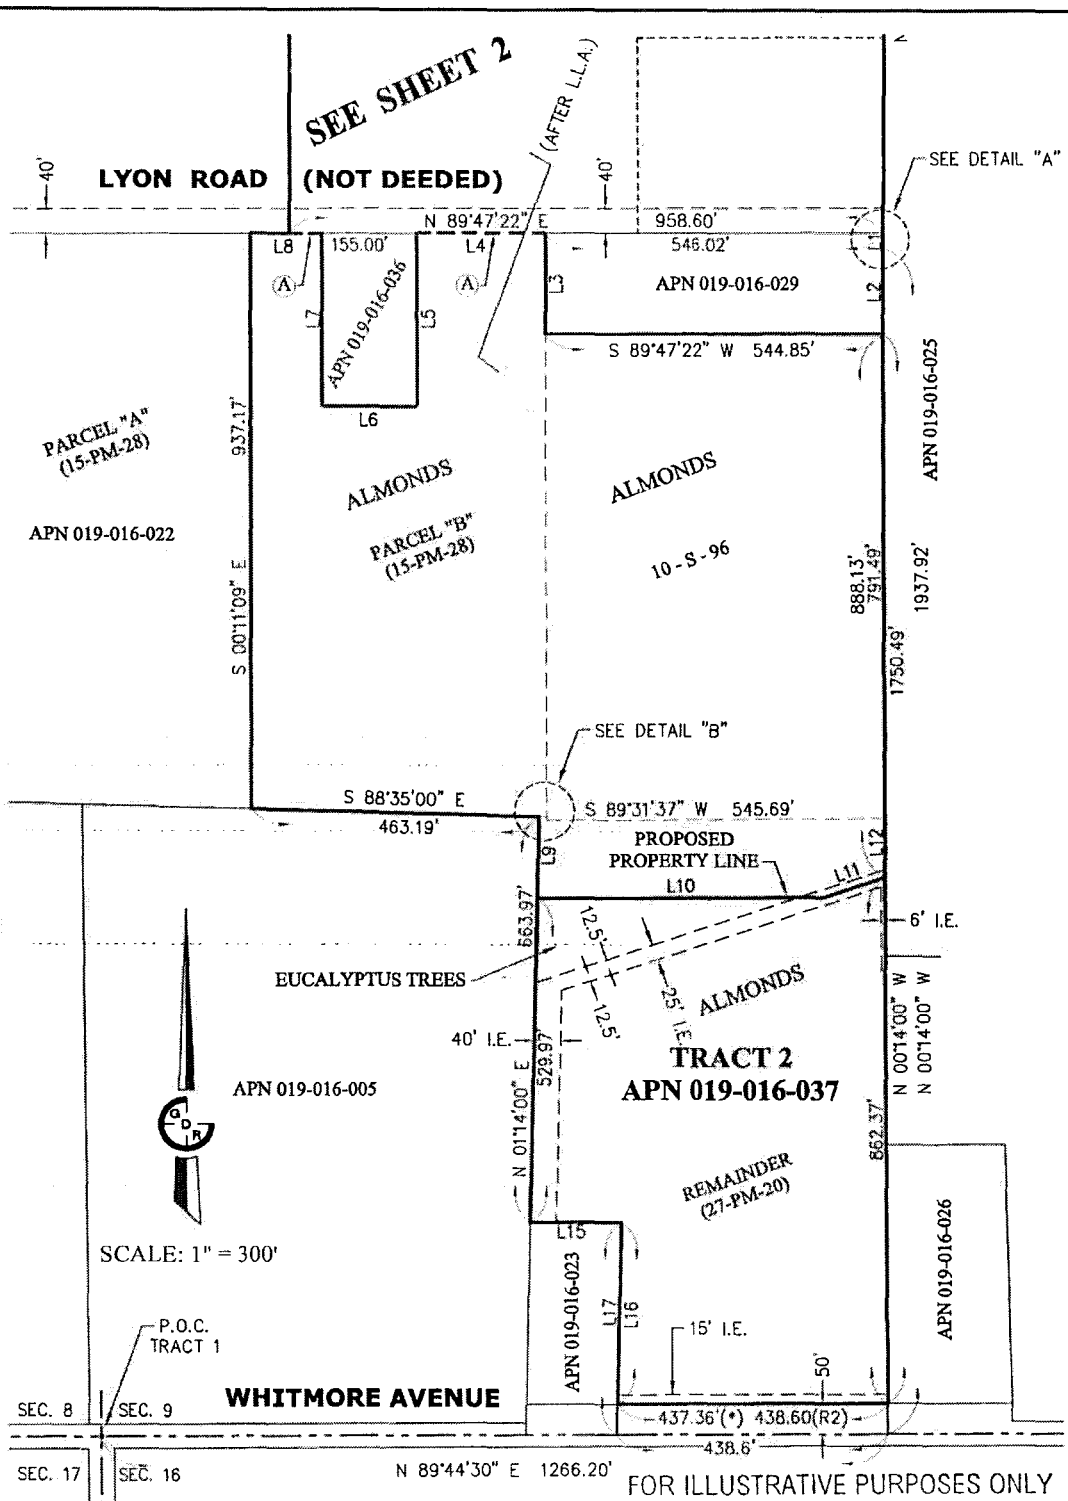 SEE SHEET 2
(AFTER L.L.A.)
40'
LYON ROAD (NOT DEEDED)
40'
SEE DETAIL "A"
N 89°47'22" E 958.60'
L8 155.00' L4 546.02' L1
A A
L7 APN 019-016-036 L5 L3 APN 019-016-029 L2
S 89°47'22" W 544.85'
L6
APN 019-016-025
PARCEL "A"
(15-PM-28)
937.17'
ALMONDS
ALMONDS
APN 019-016-022
PARCEL "B"
(15-PM-28)
10-S-96
S 00°11'09" E
888.13'
791.49'
1937.92'
1750.49'
SEE DETAIL "B"
S 88°35'00" E
463.19'
S 89°31'37" W 545.69'
PROPOSED
PROPERTY LINE
L9 L10 L11 L12
663.97'
12.5'
6' I.E.
EUCALYPTUS TREES
25' I.E.
12.5'
ALMONDS
40' I.E.
529.97'
N 01°14'00" E
N 00°14'00" W
N 00°14'00" W
TRACT 2
APN 019-016-037
APN 019-016-005
G D R
862.37'
REMAINDER
(27-PM-20)
SCALE: 1" = 300'
L15
APN 019-016-023
L17 L16
APN 019-016-026
P.O.C.
TRACT 1
15' I.E.
50'
WHITMORE AVENUE
SEC. 8 SEC. 9
437.36'(*) 438.60(R2)
438.6'
SEC. 17 SEC. 16
N 89°44'30" E 1266.20'
FOR ILLUSTRATIVE PURPOSES ONLY